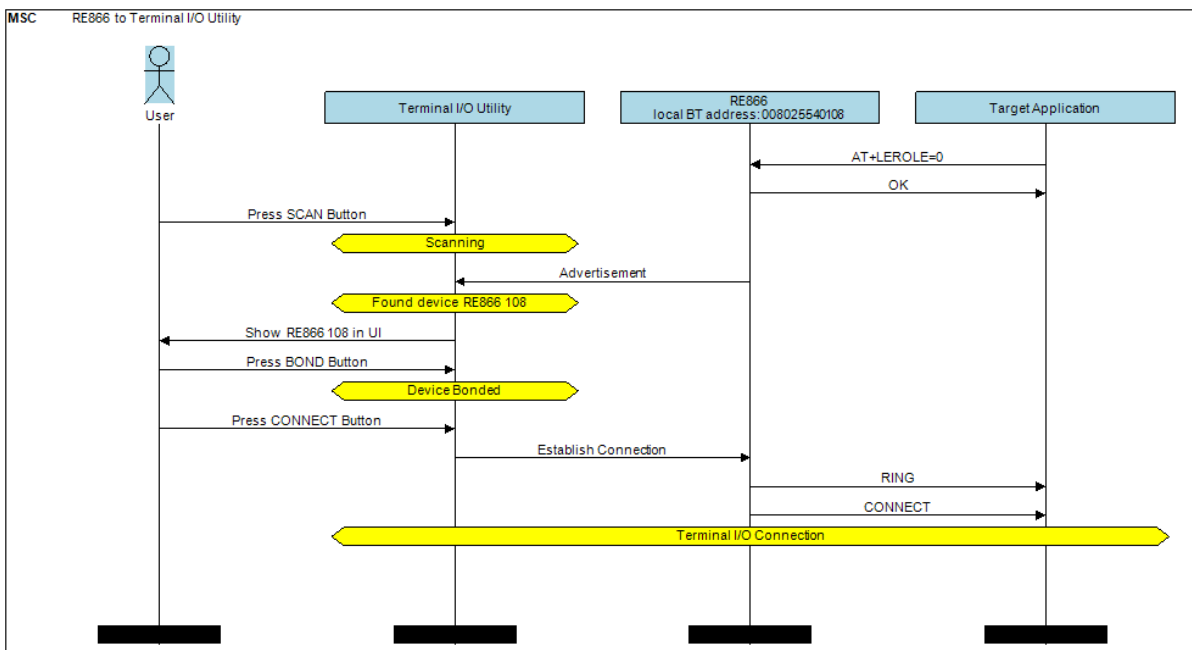 MSC RE866 to Terminal I/O Utility
User
Terminal I/O Utility
RE866
local BT address:008025540108
Target Application
AT+LEROLE=0
OK
Press SCAN Button
Scanning
Advertisement
Found device RE866 108
Show RE866 108 in UI
Press BOND Button
Device Bonded
Press CONNECT Button
Establish Connection
RING
CONNECT
Terminal I/O Connection